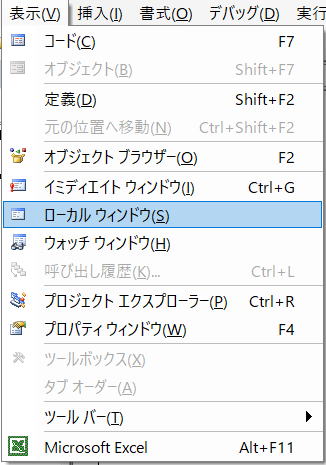 表示(V) 挿入(I) 書式(O) デバッグ(D) 実行
コード(C) F7
オブジェクト(B) Shift+F7
定義(D) Shift+F2
元の位置へ移動(N) Ctrl+Shift+F2
オブジェクト ブラウザー(O) F2
イミディエイト ウィンドウ(I) Ctrl+G
ローカル ウィンドウ(S)
ウォッチ ウィンドウ(H)
呼び出し履歴(K)... Ctrl+L
プロジェクト エクスプローラー(P) Ctrl+R
プロパティ ウィンドウ(W) F4
ツールボックス(X)
タブ オーダー(A)
ツール バー(T)
Microsoft Excel Alt+F11